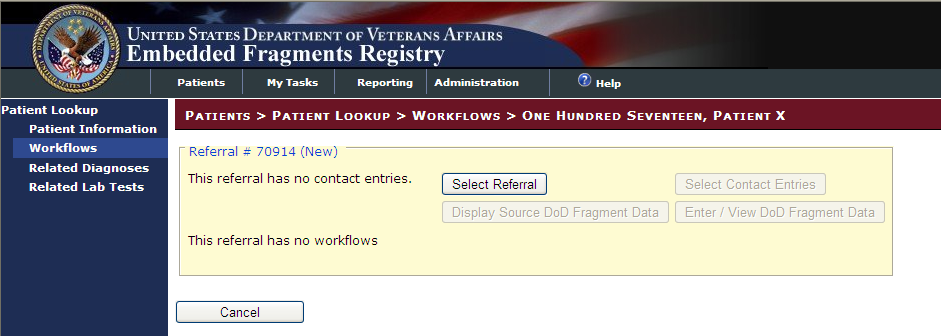 UNITED STATES DEPARTMENT OF VETERANS AFFAIRS
Embedded Fragments Registry
Patients My Tasks Reporting Administration ? Help
Patient Lookup
Patient Information
Workflows
Related Diagnoses
Related Lab Tests
PATIENTS > PATIENT LOOKUP > WORKFLOWS > ONE HUNDRED SEVENTEEN, PATIENT X
Referral # 70914 (New)
This referral has no contact entries. Select Referral Select Contact Entries
Display Source DoD Fragment Data Enter / View DoD Fragment Data
This referral has no workflows
Cancel